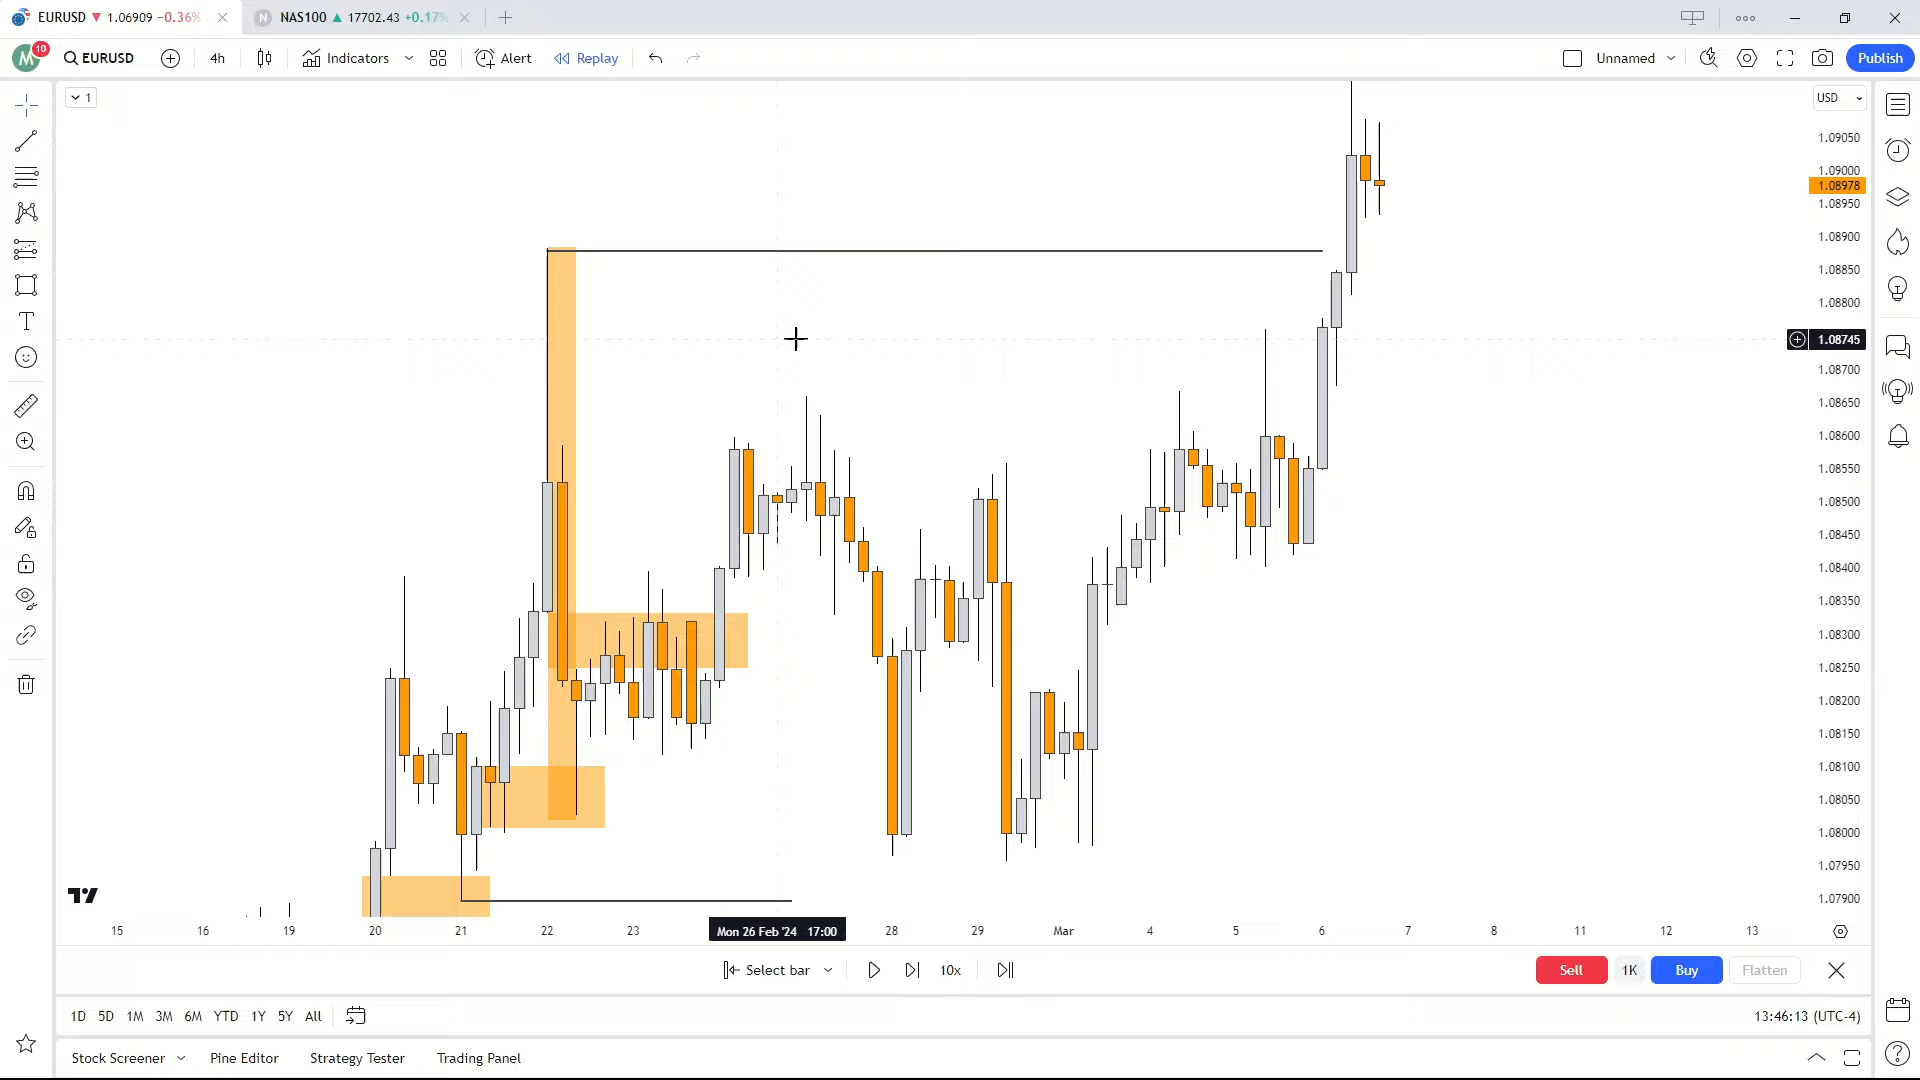 EURUSD ▼ 1.06909 −0.36%
NAS100 ▲ 17702.43 +0.17%
M
10
EURUSD
4h
Indicators
Alert
Replay
Unnamed
Publish
1
USD
1.09050
1.09000
1.08978
1.08950
1.08900
1.08850
1.08800
1.08745
1.08700
1.08650
1.08600
1.08550
1.08500
1.08450
1.08400
1.08350
1.08300
1.08250
1.08200
1.08150
1.08100
1.08050
1.08000
1.07950
1.07900
15 16 19 20 21 22 23 Mon 26 Feb '24 17:00 28 29 Mar 4 5 6 7 8 11 12 13
Select bar
10x
Sell
1K
Buy
Flatten
1D 5D 1M 3M 6M YTD 1Y 5Y All
13:46:13 (UTC-4)
Stock Screener
Pine Editor
Strategy Tester
Trading Panel